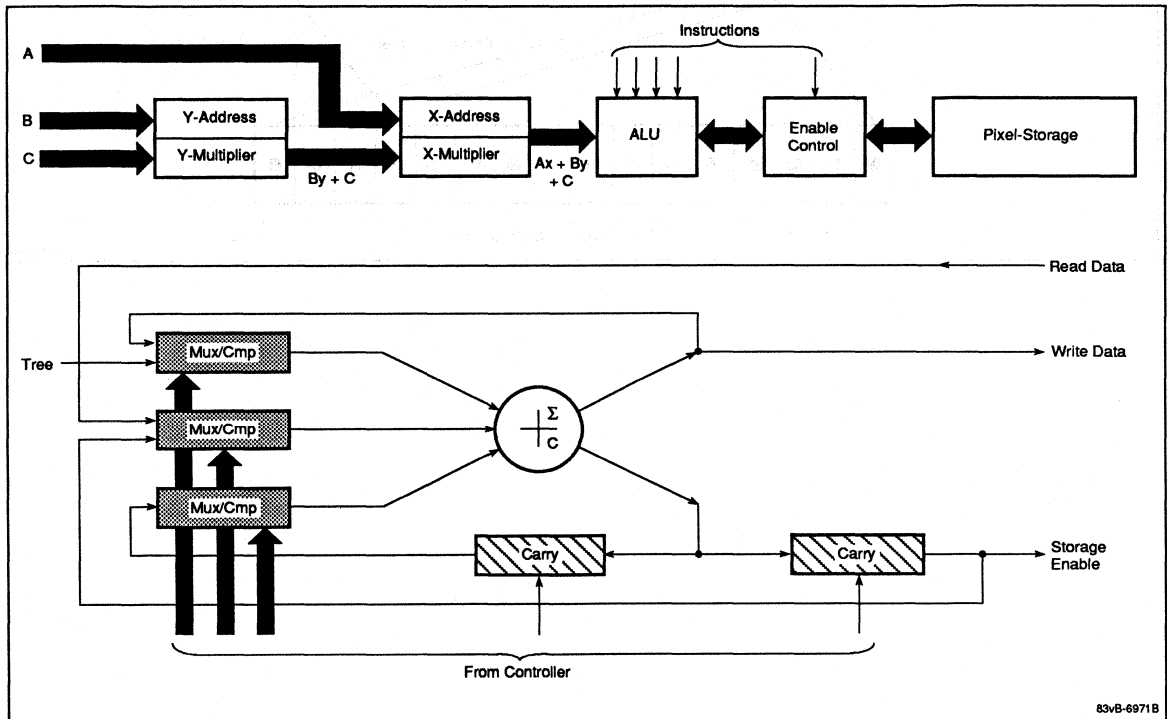 Instructions
A
B
C
Y-Address
Y-Multiplier
By + C
X-Address
X-Multiplier
Ax + By
+ C
ALU
Enable
Control
Pixel-Storage
Read Data
Tree
Mux/Cmp
Write Data
Mux/Cmp
Σ
C
Mux/Cmp
Carry
Carry
Storage
Enable
From Controller
83vB-6971B